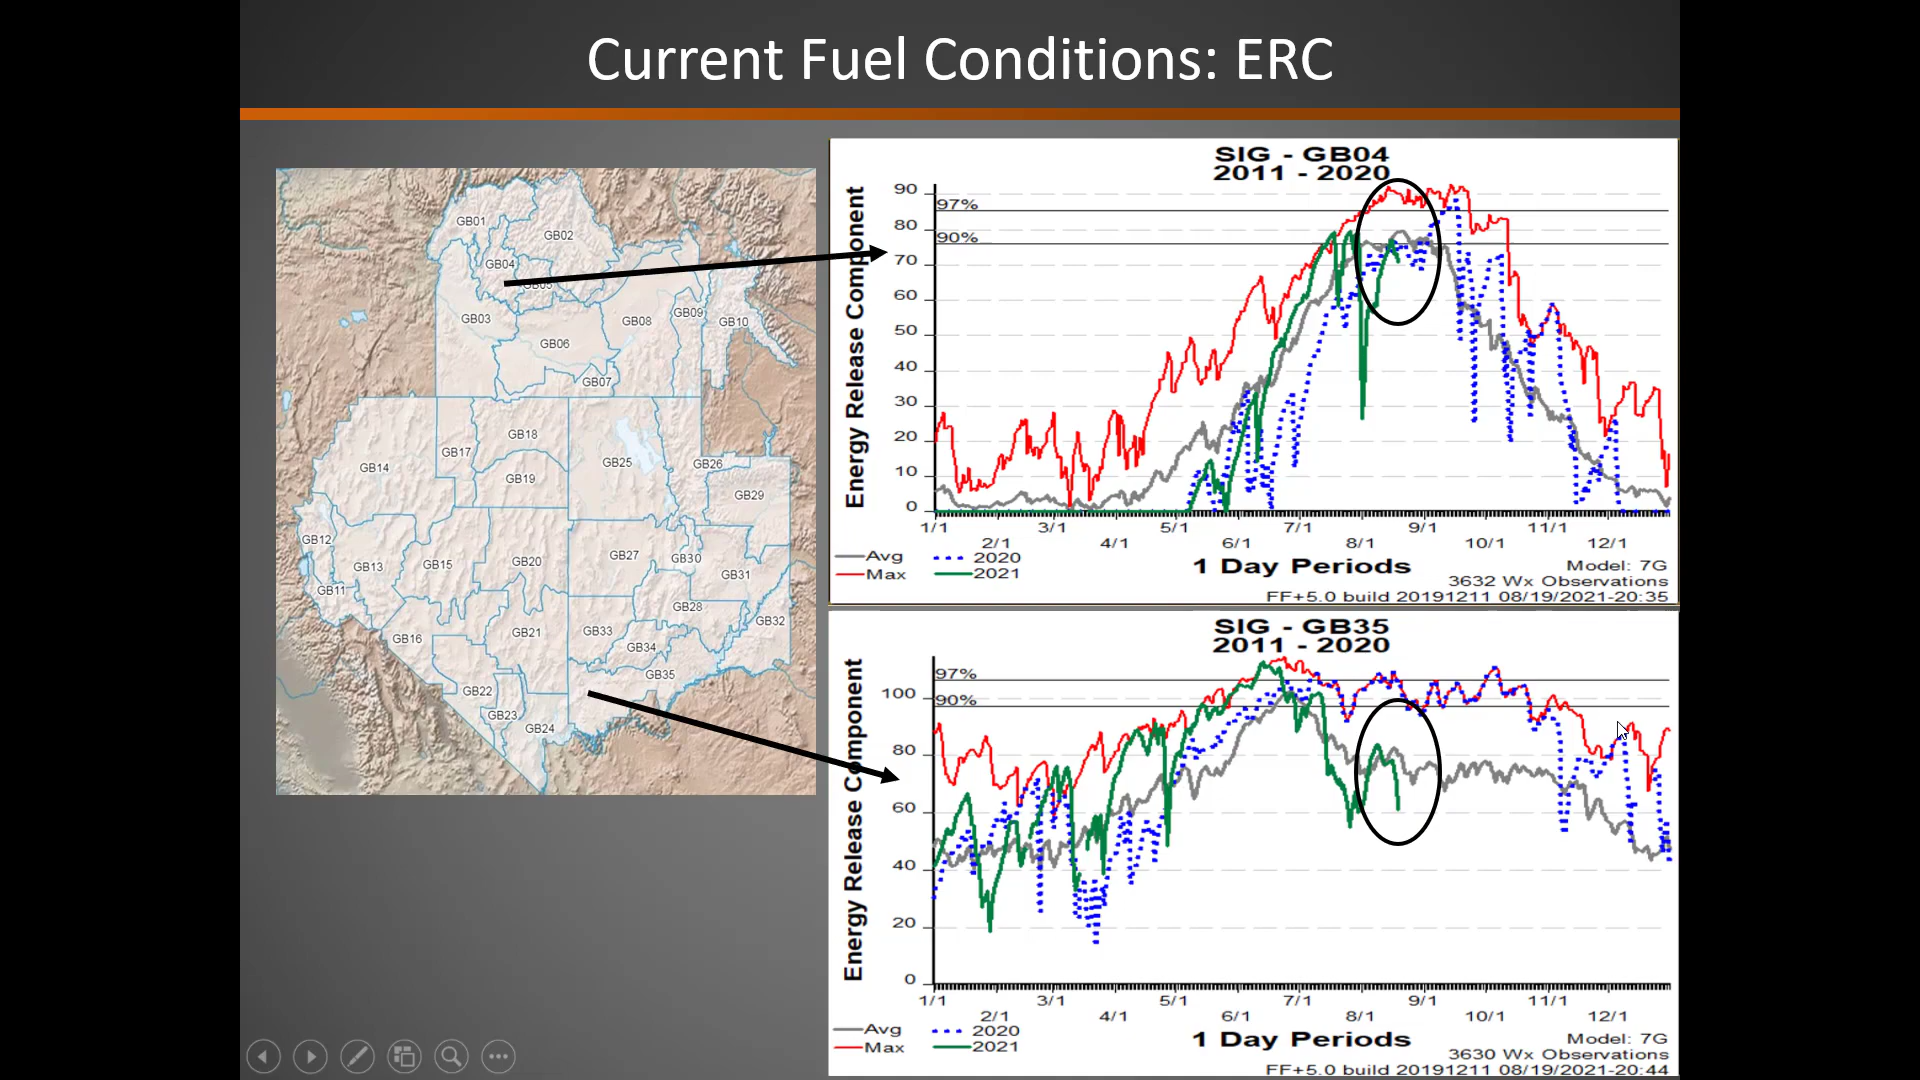 Current Fuel Conditions: ERC
GB01
GB02
GB04
GB05
GB03
GB08
GB09
GB10
GB06
GB07
GB18
GB17
GB14
GB25
GB26
GB19
GB29
GB12
GB13
GB15
GB20
GB27
GB30
GB31
GB11
GB28
GB32
GB16
GB21
GB33
GB34
GB35
GB22
GB23
GB24
SIG - GB04
2011 - 2020
Energy Release Component
90
97%
80
90%
70
60
50
40
30
20
10
0
1/1 3/1 5/1 7/1 9/1 11/1
2/1 4/1 6/1 8/1 10/1 12/1
Avg 2020
Max 2021
1 Day Periods
Model: 7G
3632 Wx Observations
FF+5.0 build 20191211 08/19/2021-20:35
SIG - GB35
2011 - 2020
Energy Release Component
97%
100
90%
80
60
40
20
0
1/1 3/1 5/1 7/1 9/1 11/1
2/1 4/1 6/1 8/1 10/1 12/1
Avg 2020
Max 2021
1 Day Periods
Model: 7G
3630 Wx Observations
FF+5.0 build 20191211 08/19/2021-20:44